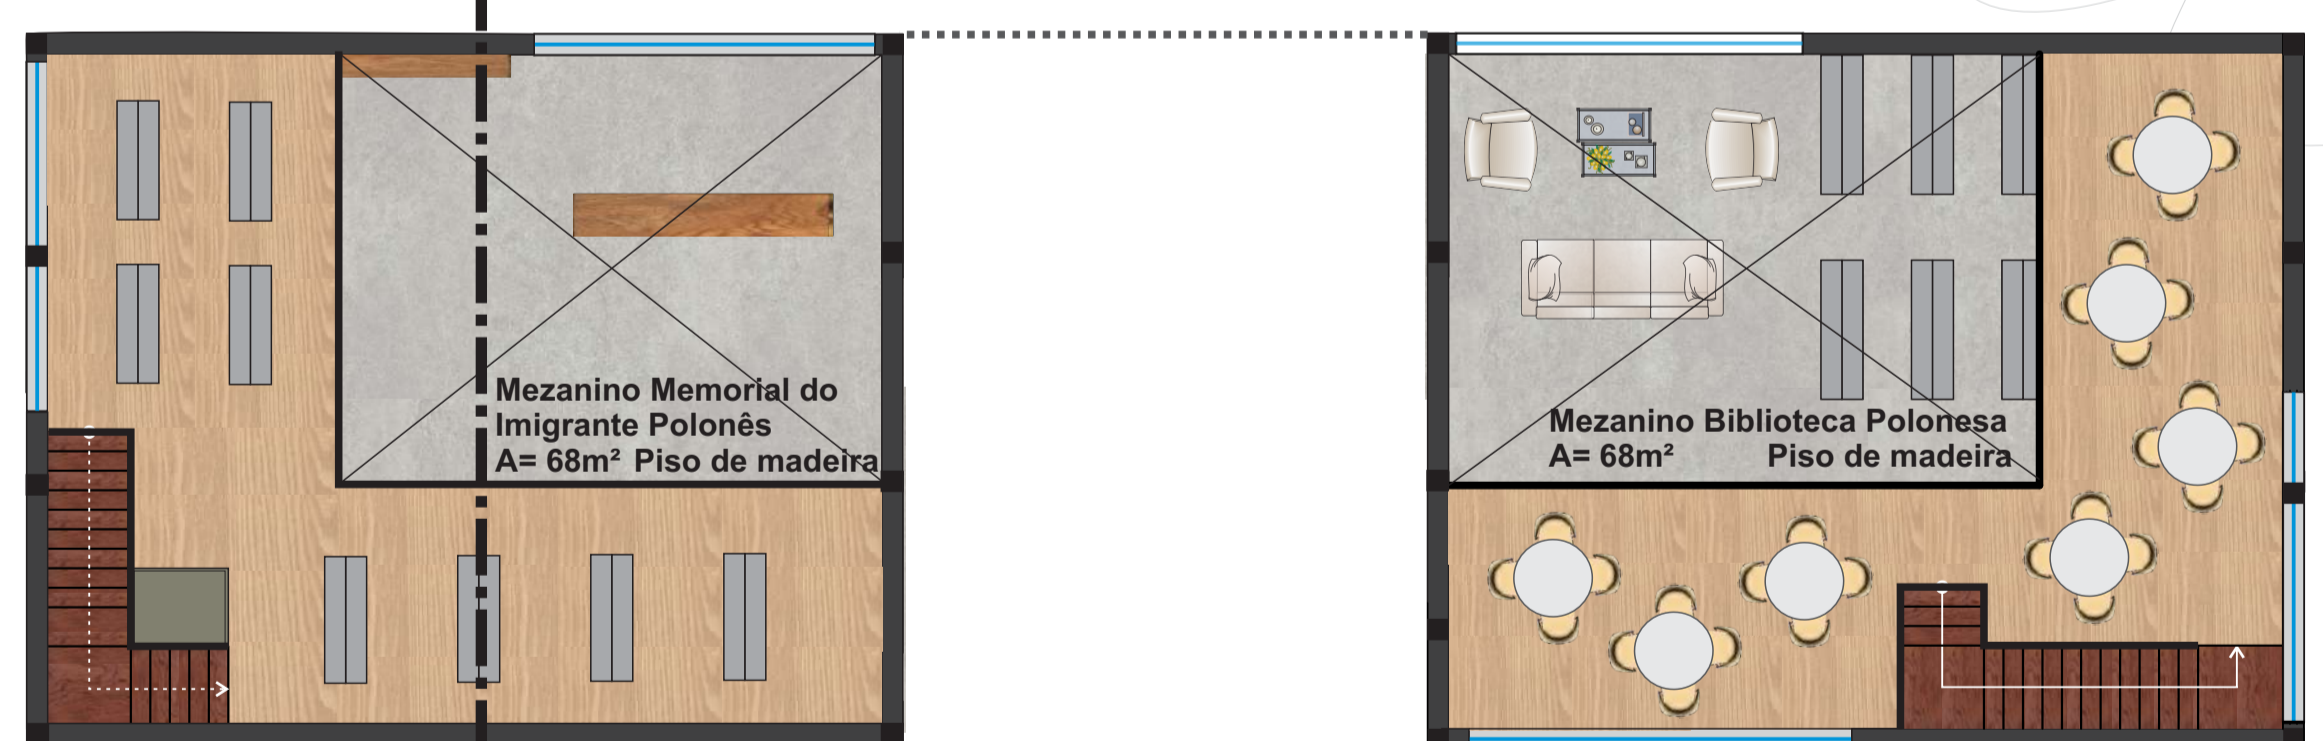 Mezanino Memorial do
Imigrante Polonês
A= 68m² Piso de madeira
Mezanino Biblioteca Polonesa
A= 68m² Piso de madeira